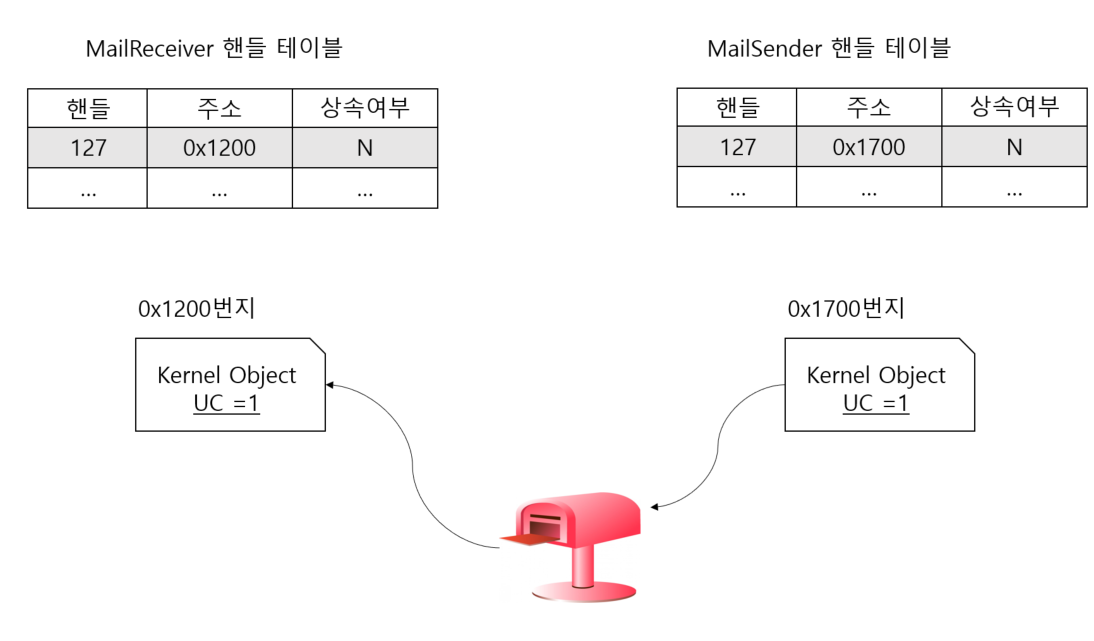 MailReceiver 핸들 테이블
핸들 주소 상속여부
127 0x1200 N
... ... ...
MailSender 핸들 테이블
핸들 주소 상속여부
127 0x1700 N
... ... ...
0x1200번지
Kernel Object
UC =1
0x1700번지
Kernel Object
UC =1